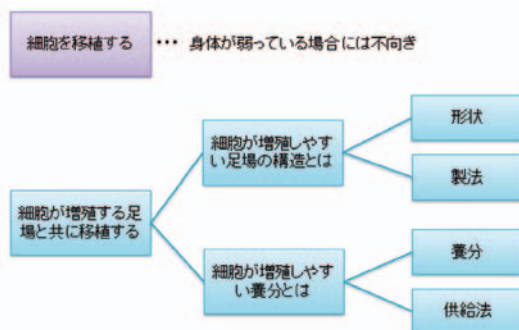 細胞を移植する ･･･ 身体が弱っている場合には不向き
細胞が増殖する足
場と共に移植する
細胞が増殖しやす
い足場の構造とは
形状
製法
細胞が増殖しやす
い養分とは
養分
供給法